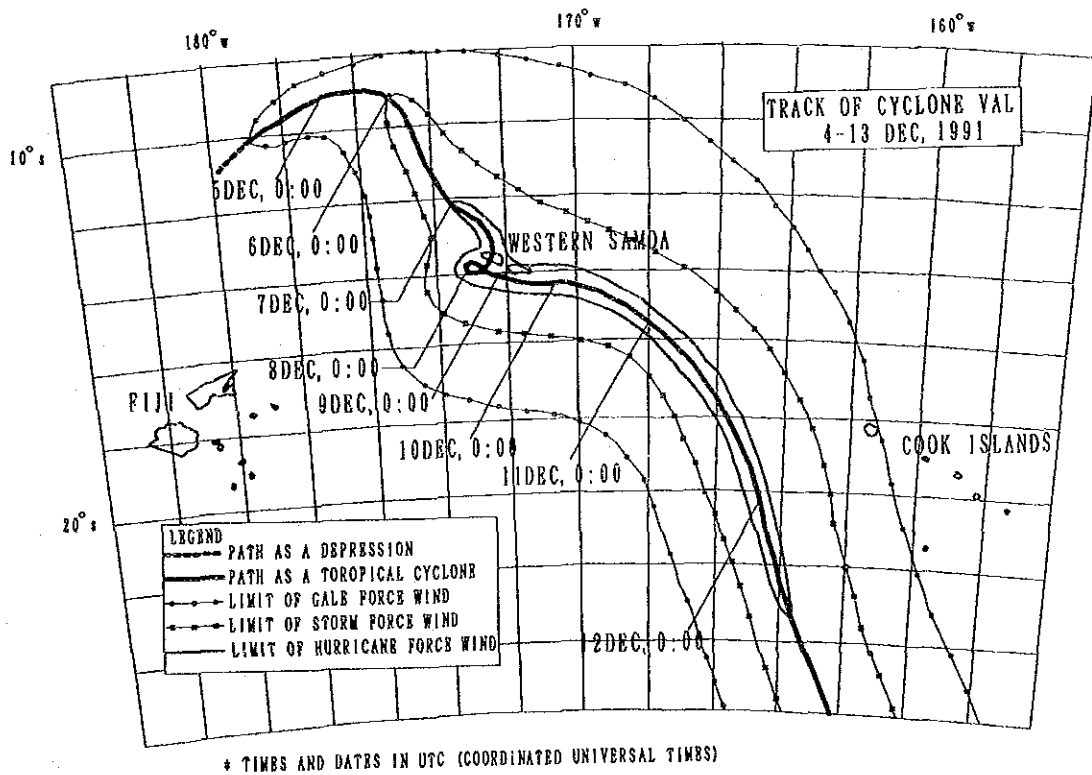 180°W
170°W
160°W
TRACK OF CYCLONE VAL
4-13 DEC, 1991
10°S
5DEC, 0:00
6DEC, 0:00
WESTERN SAMOA
7DEC, 0:00
8DEC, 0:00
FIJI
9DEC, 0:00
10DEC, 0:00
COOK ISLANDS
11DEC, 0:00
20°S
LEGEND
PATH AS A DEPRESSION
PATH AS A TOROPICAL CYCLONE
LIMIT OF GALE FORCE WIND
LIMIT OF STORM FORCE WIND
LIMIT OF HURRICANE FORCE WIND
12DEC, 0:00
* TIMES AND DATES IN UTC (COORDINATED UNIVERSAL TIMES)